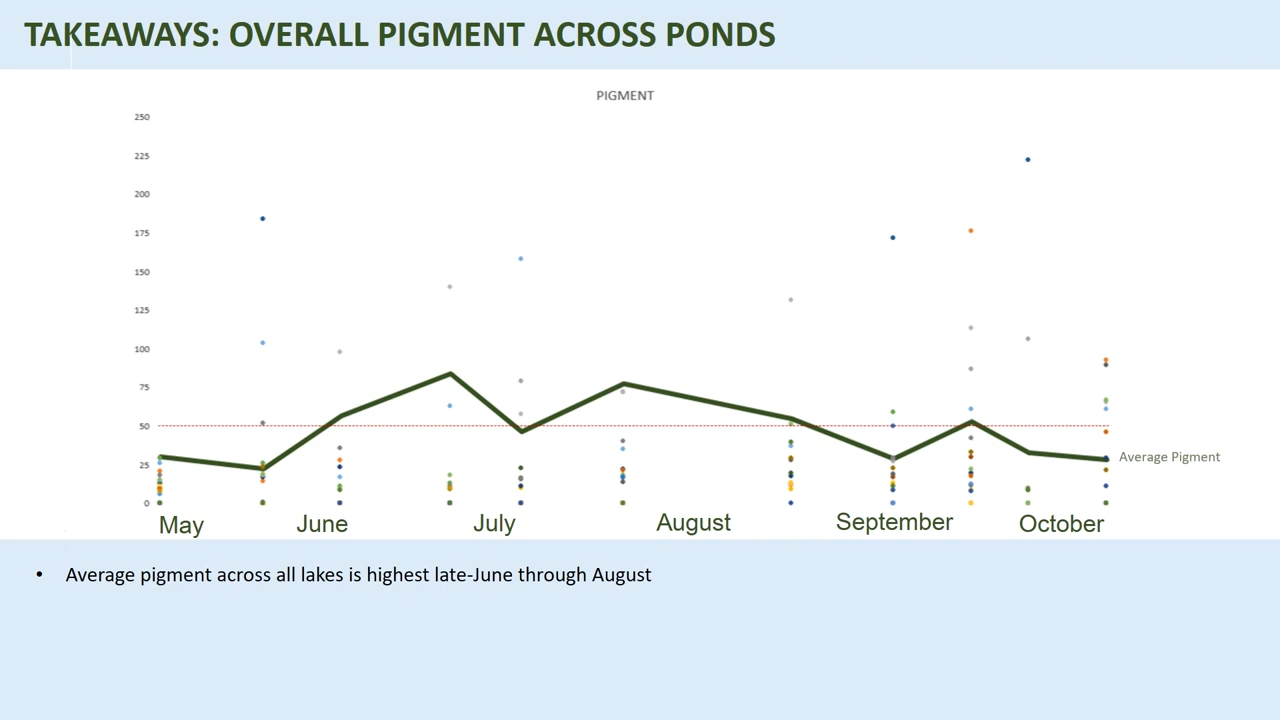 TAKEAWAYS: OVERALL PIGMENT ACROSS PONDS
PIGMENT
250
225
200
175
150
125
100
75
50
25
0
Average Pigment
May June July August September October
• Average pigment across all lakes is highest late-June through August